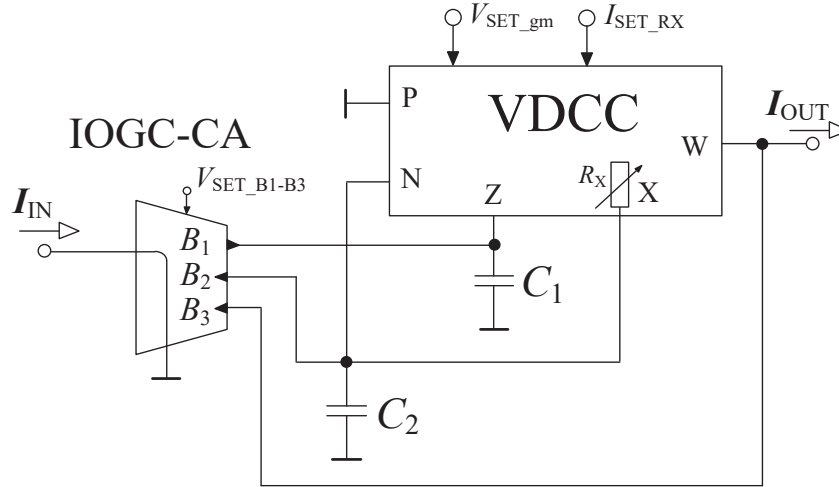 V_SET_gm
I_SET_RX
VDCC
P
N
W
Z
X
R_X
I_OUT
IOGC-CA
V_SET_B1-B3
I_IN
B_1
B_2
B_3
C_1
C_2